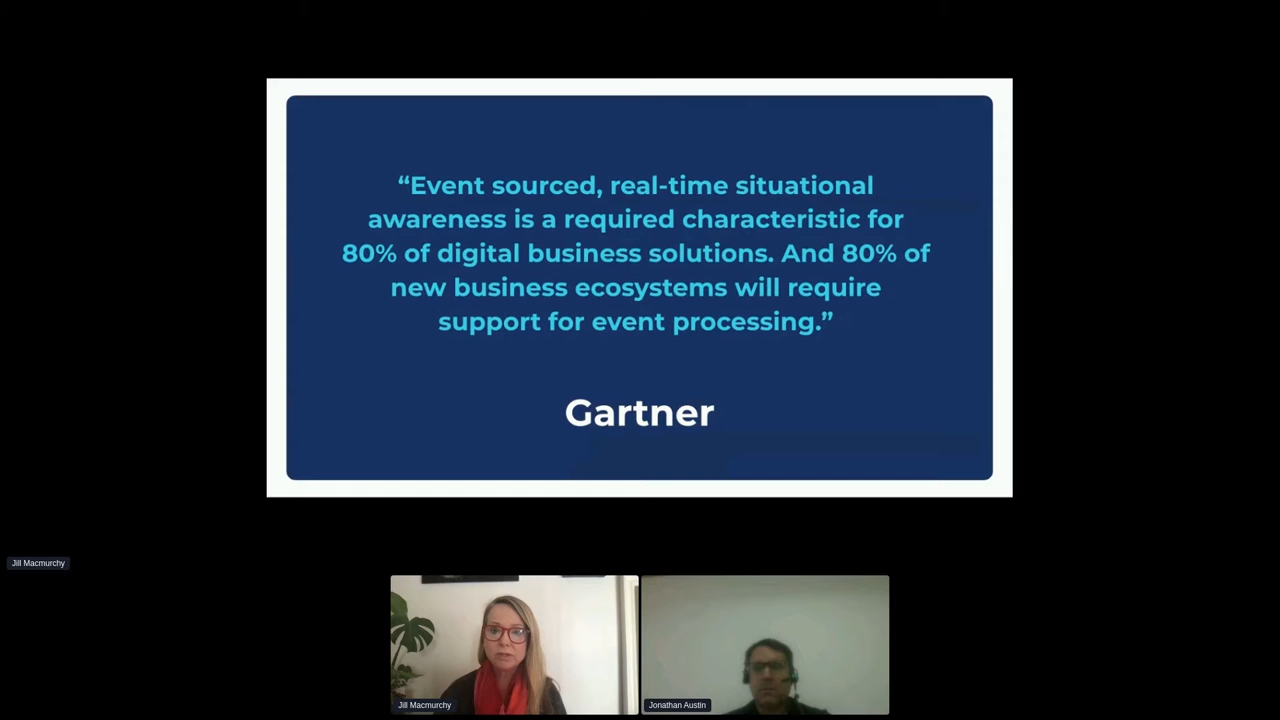 “Event sourced, real-time situational
awareness is a required characteristic for
80% of digital business solutions. And 80% of
new business ecosystems will require
support for event processing.”
Gartner
Jill Macmurchy
Jill Macmurchy
Jonathan Austin